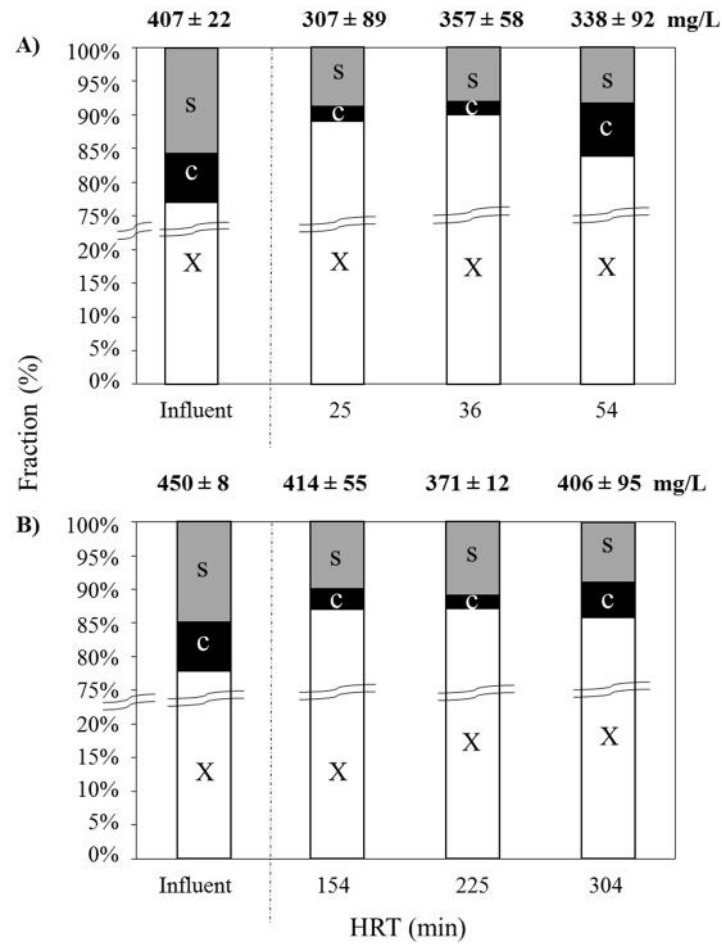 407 ± 22 307 ± 89 357 ± 58 338 ± 92 mg/L
A)
100%
95%
90%
85%
80%
75%
20%
15%
10%
5%
0%
s s s s
c c c c
X X X X
Influent 25 36 54
Fraction (%)
450 ± 8 414 ± 55 371 ± 12 406 ± 95 mg/L
B)
100%
95%
90%
85%
80%
75%
20%
15%
10%
5%
0%
s s s s
c c c c
X X X X
Influent 154 225 304
HRT (min)